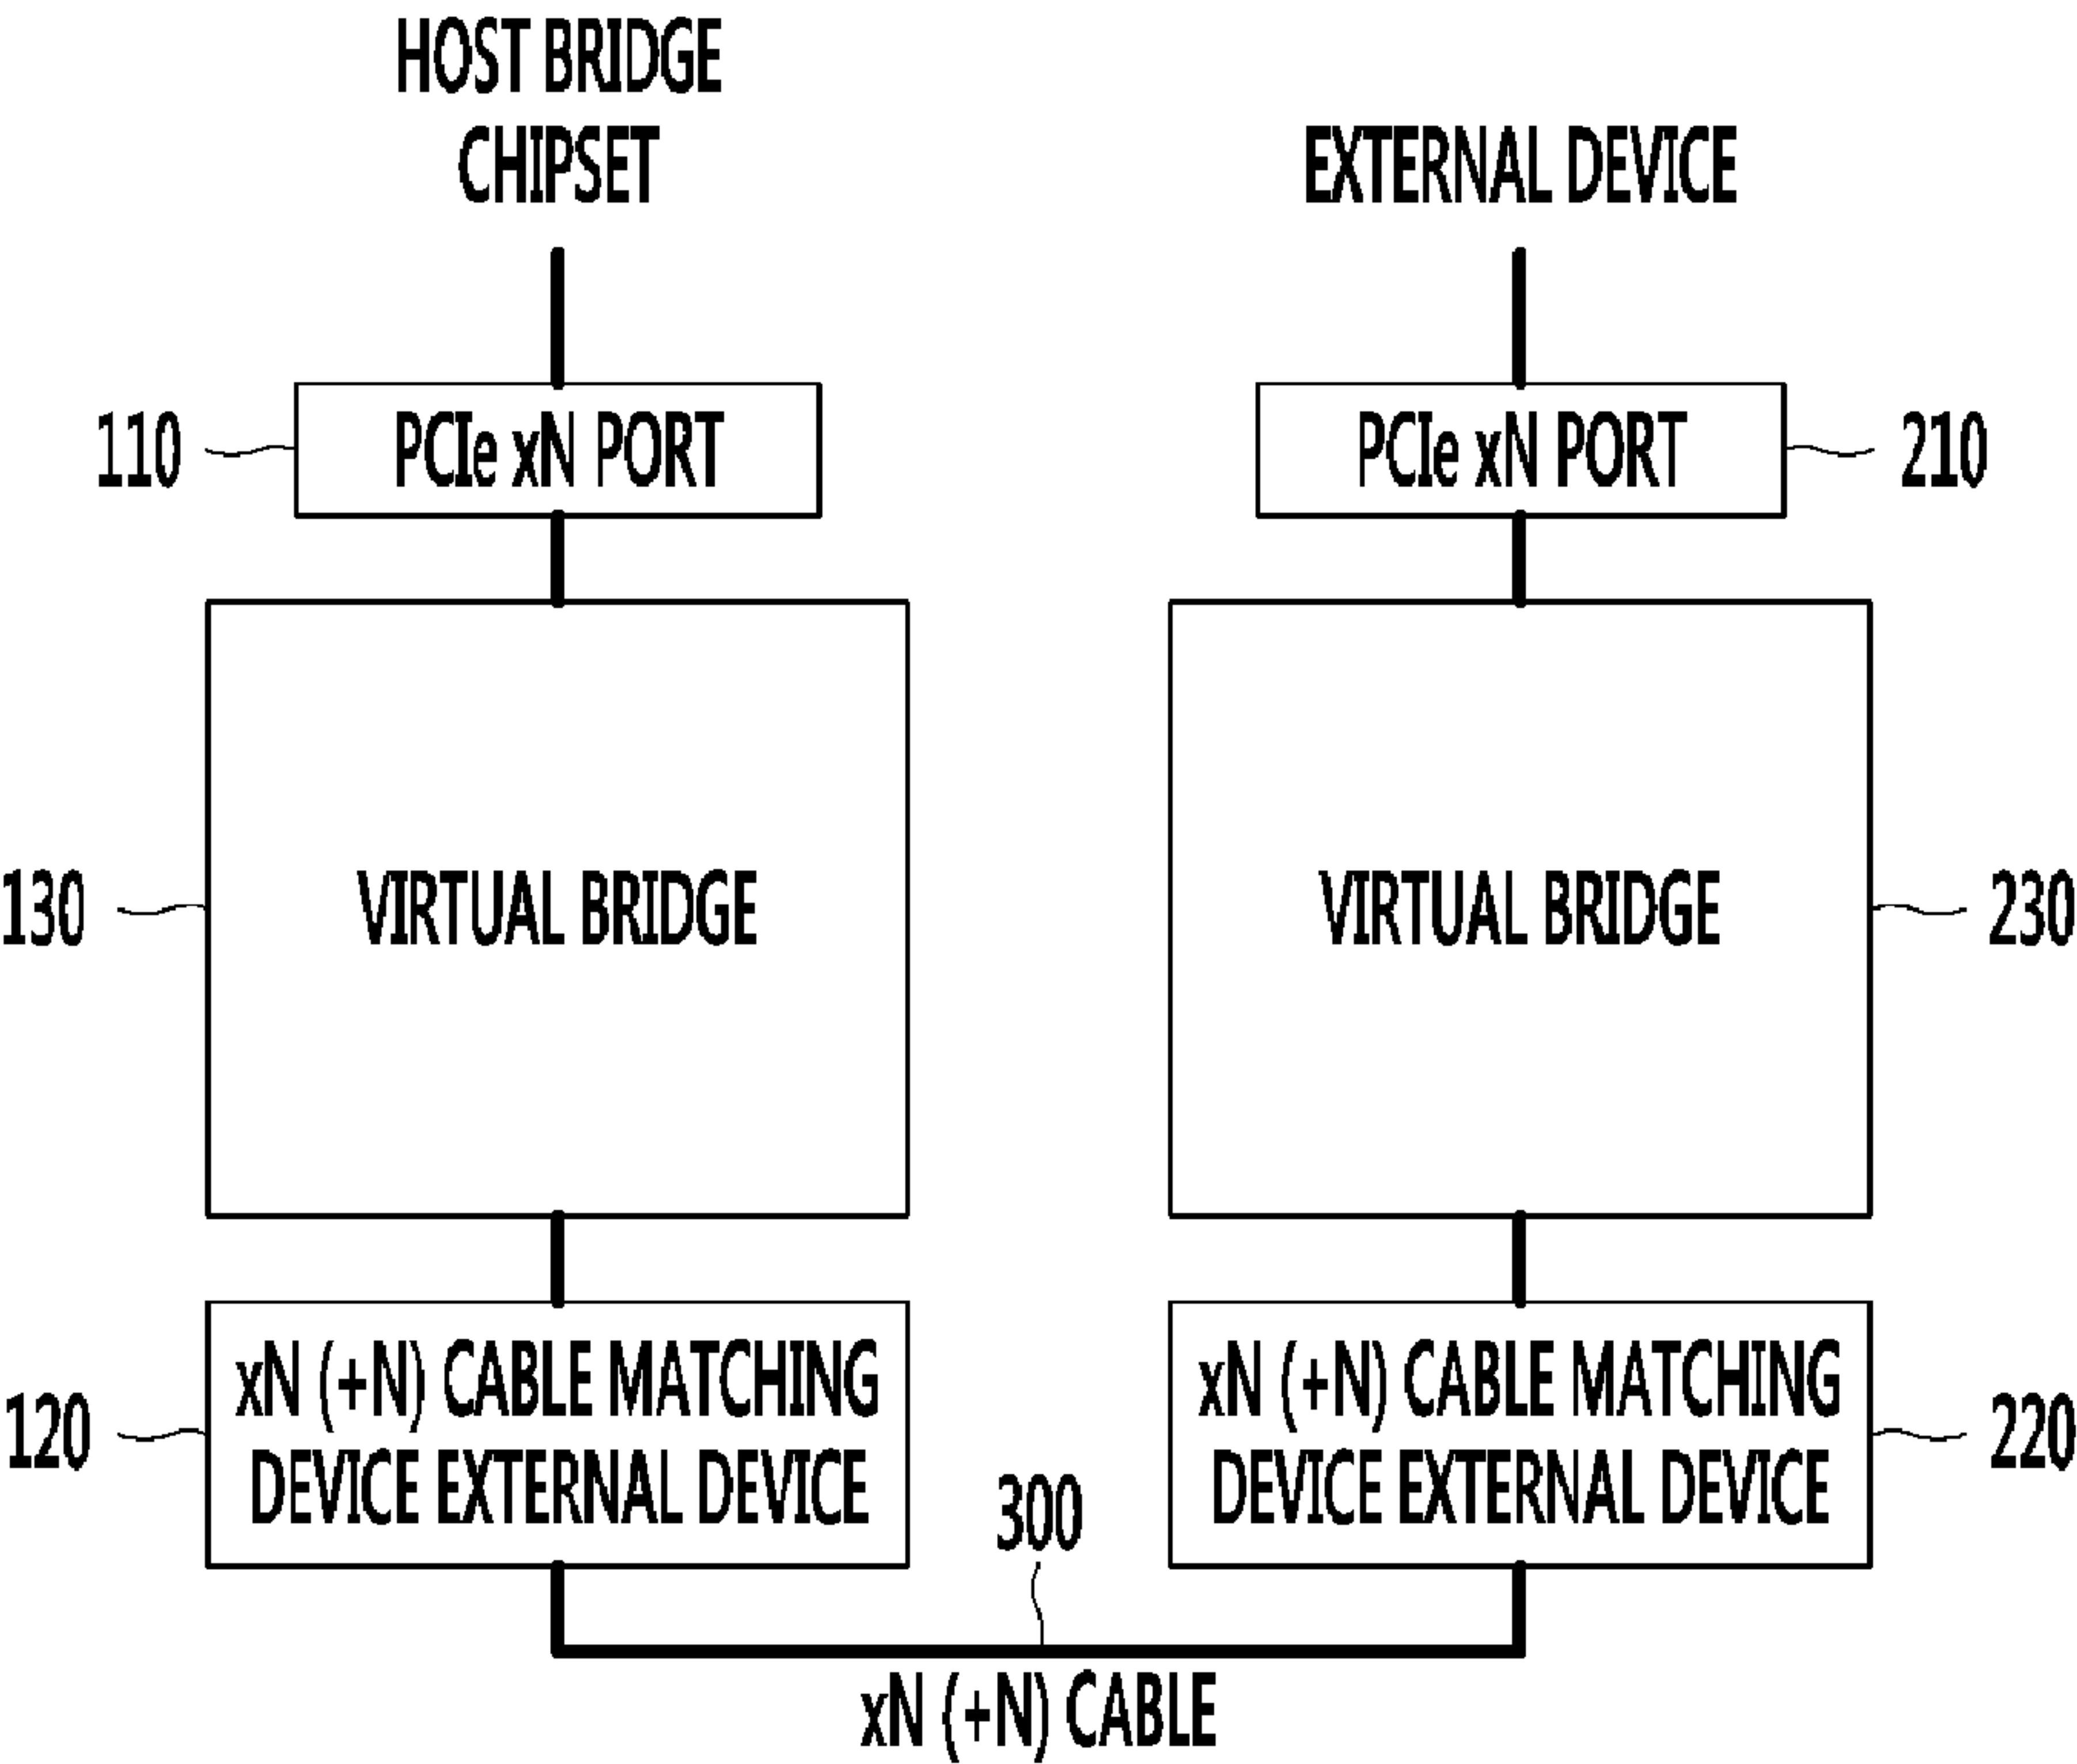 HOST BRIDGE
CHIPSET
EXTERNAL DEVICE
110
PCIe xN PORT
PCIe xN PORT
210
130
VIRTUAL BRIDGE
VIRTUAL BRIDGE
230
120
xN (+N) CABLE MATCHING
DEVICE EXTERNAL DEVICE
xN (+N) CABLE MATCHING
DEVICE EXTERNAL DEVICE
220
300
xN (+N) CABLE